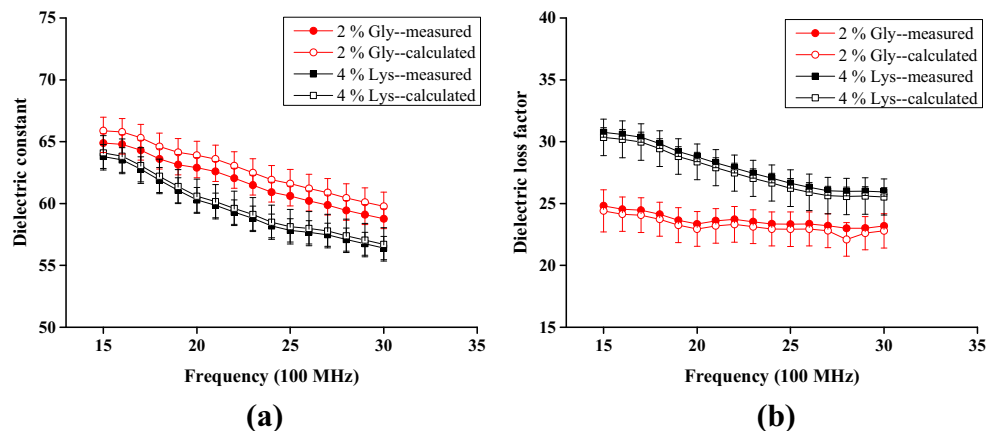 75
70
65
60
55
50
15
20
25
30
35
Dielectric constant
Frequency (100 MHz)
2 % Gly--measured
2 % Gly--calculated
4 % Lys--measured
4 % Lys--calculated
(a)
40
35
30
25
20
15
15
20
25
30
35
Dielectric loss factor
Frequency (100 MHz)
2 % Gly--measured
2 % Gly--calculated
4 % Lys--measured
4 % Lys--calculated
(b)